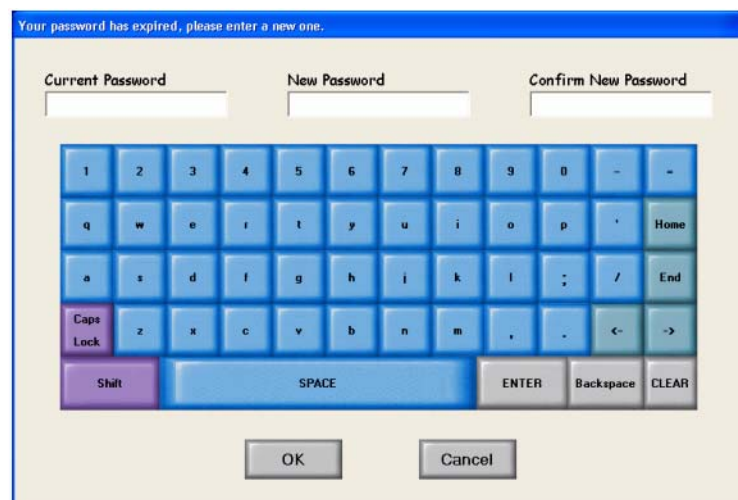 Your password has expired, please enter a new one.
Current Password New Password Confirm New Password
1 2 3 4 5 6 7 8 9 0 - =
q w e r t y u i o p ' Home
a s d f g h j k l ; / End
Caps Lock z x c v b n m , . <- ->
Shift SPACE ENTER Backspace CLEAR
OK Cancel